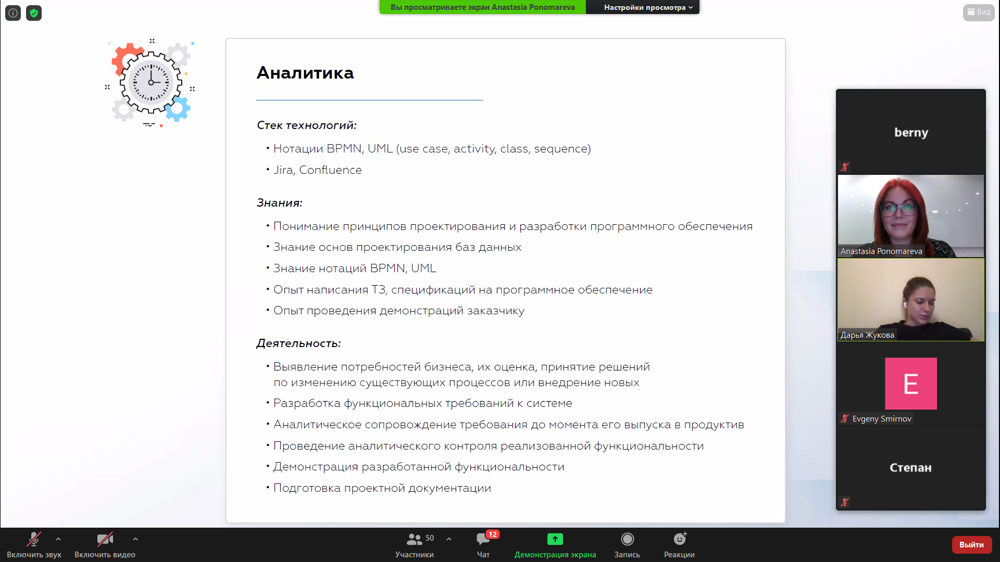 Вы просматриваете экран Anastasia Ponomareva
Настройки просмотра
Вид
Аналитика
Стек технологий:
• Нотации BPMN, UML (use case, activity, class, sequence)
• Jira, Confluence
Знания:
• Понимание принципов проектирования и разработки программного обеспечения
• Знание основ проектирования баз данных
• Знание нотаций BPMN, UML
• Опыт написания ТЗ, спецификаций на программное обеспечение
• Опыт проведения демонстраций заказчику
Деятельность:
• Выявление потребностей бизнеса, их оценка, принятие решений
по изменению существующих процессов или внедрение новых
• Разработка функциональных требований к системе
• Аналитическое сопровождение требования до момента его выпуска в продуктив
• Проведение аналитического контроля реализованной функциональности
• Демонстрация разработанной функциональности
• Подготовка проектной документации
berny
Anastasia Ponomareva
Дарья Жукова
E
Evgeny Smirnov
Степан
Включить звук
Включить видео
50
Участники
12
Чат
Демонстрация экрана
Запись
Реакции
Выйти